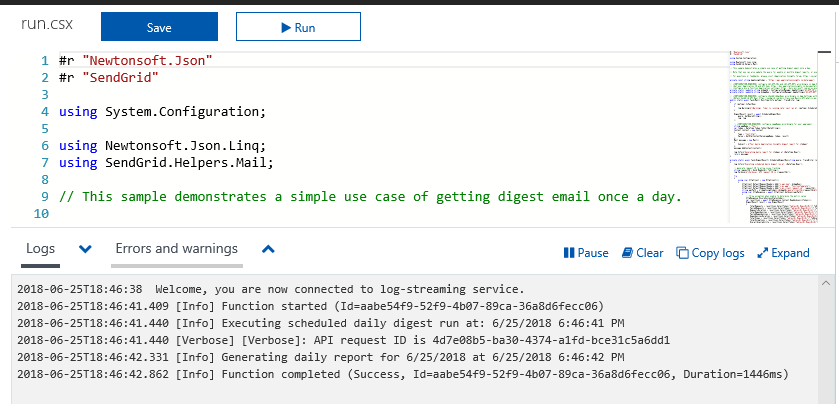 run.csx
Save
Run
1 #r "Newtonsoft.Json"
2 #r "SendGrid"
3
4 using System.Configuration;
5
6 using Newtonsoft.Json.Linq;
7 using SendGrid.Helpers.Mail;
8
9 // This sample demonstrates a simple use case of getting digest email once a day.
10
Logs Errors and warnings Pause Clear Copy logs Expand
2018-06-25T18:46:38 Welcome, you are now connected to log-streaming service.
2018-06-25T18:46:41.409 [Info] Function started (Id=aabe54f9-52f9-4b07-89ca-36a8d6fecc06)
2018-06-25T18:46:41.440 [Info] Executing scheduled daily digest run at: 6/25/2018 6:46:41 PM
2018-06-25T18:46:41.440 [Verbose] [Verbose]: API request ID is 4d7e08b5-ba30-4374-a1fd-bce31c5a6dd1
2018-06-25T18:46:42.331 [Info] Generating daily report for 6/25/2018 at 6/25/2018 6:46:42 PM
2018-06-25T18:46:42.862 [Info] Function completed (Success, Id=aabe54f9-52f9-4b07-89ca-36a8d6fecc06, Duration=1446ms)